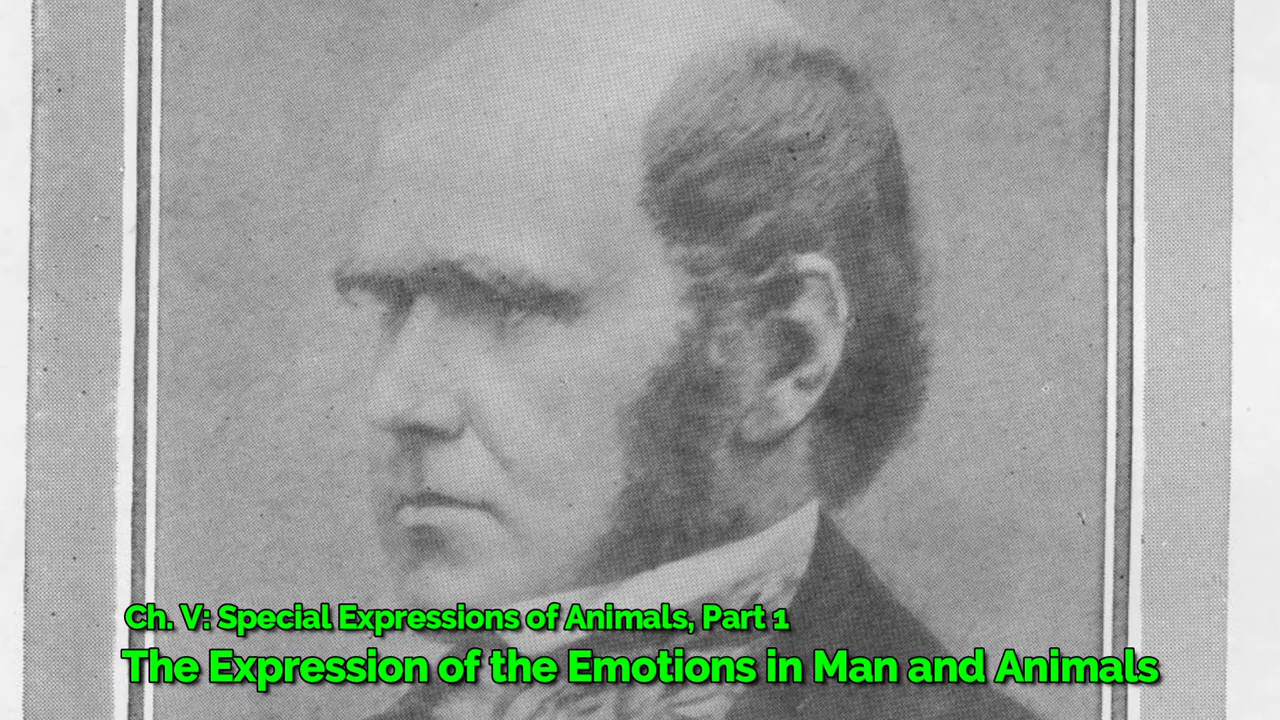 Ch. V: Special Expressions of Animals, Part 1
The Expression of the Emotions in Man and Animals